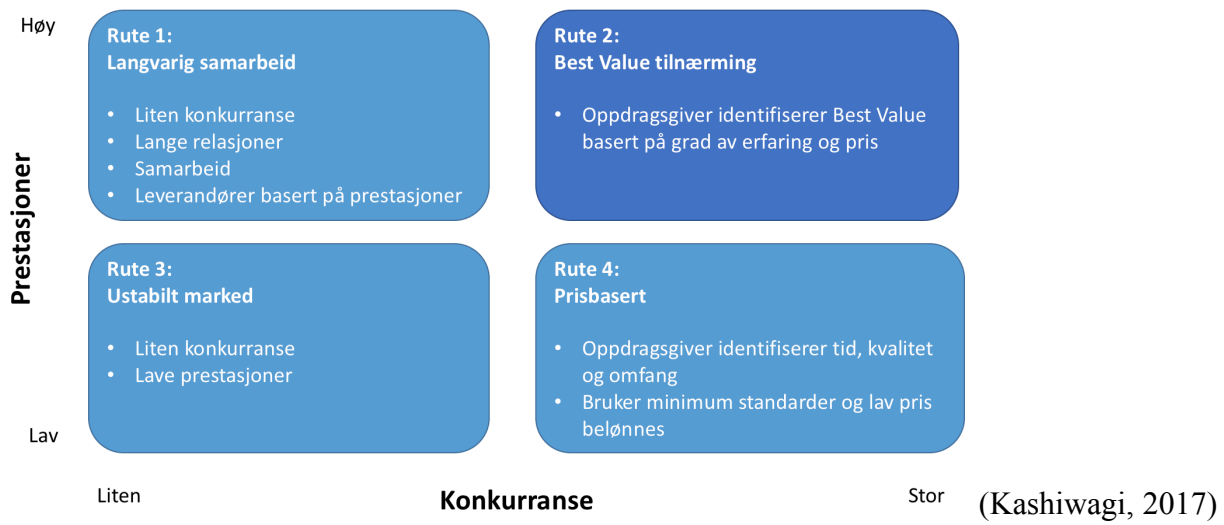 Høy
Rute 1:
Langvarig samarbeid
• Liten konkurranse
• Lange relasjoner
• Samarbeid
• Leverandører basert på prestasjoner
Rute 2:
Best Value tilnærming
• Oppdragsgiver identifiserer Best Value
basert på grad av erfaring og pris
Prestasjoner
Rute 3:
Ustabilt marked
• Liten konkurranse
• Lave prestasjoner
Rute 4:
Prisbasert
• Oppdragsgiver identifiserer tid, kvalitet
og omfang
• Bruker minimum standarder og lav pris
belønnes
Lav
Liten
Konkurranse
Stor
(Kashiwagi, 2017)